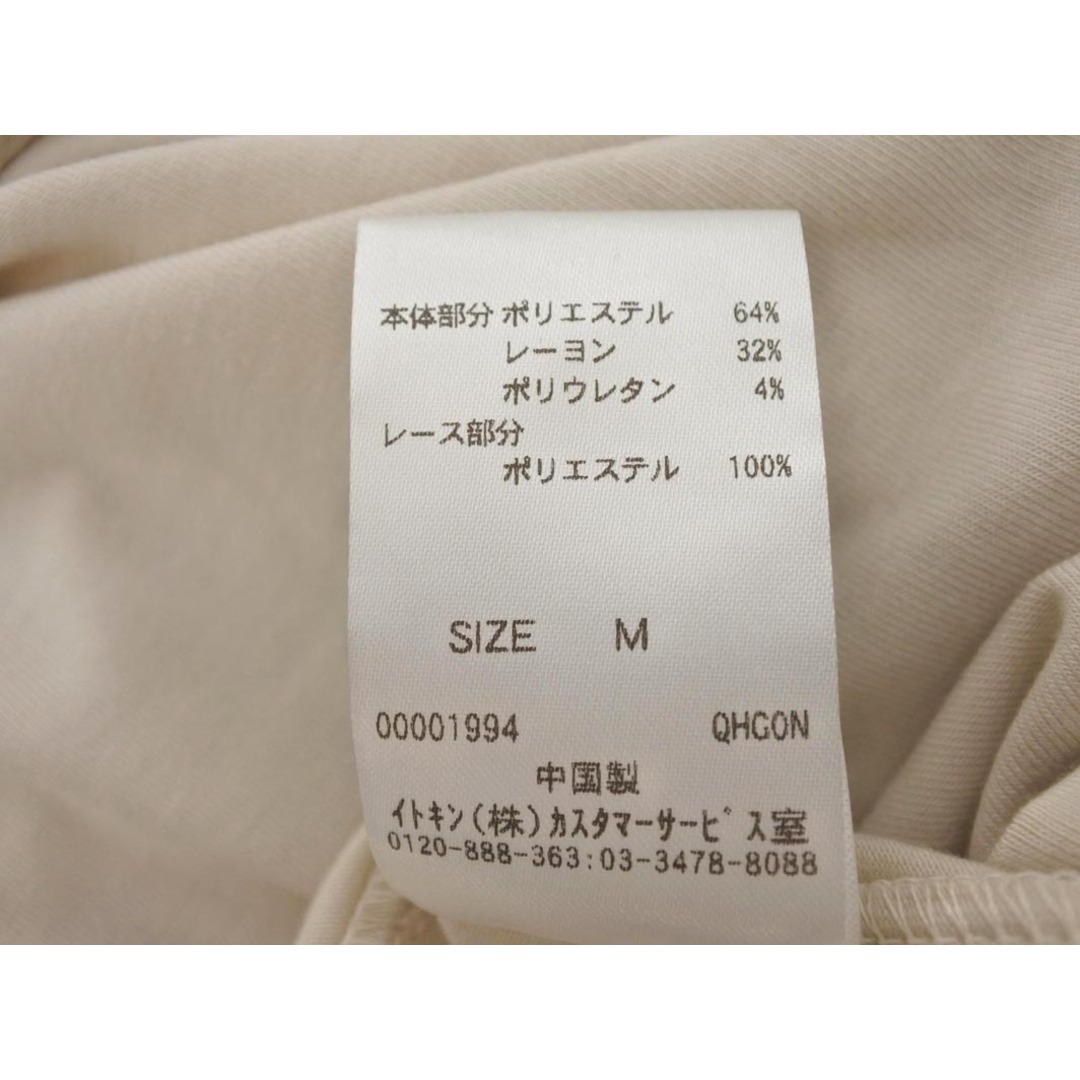 本体部分 ポリエステル 64%
レーヨン 32%
ポリウレタン 4%
レース部分
ポリエステル 100%
SIZE M
00001994 QHGON
中国製
イトキン(株)カスタマーサービス室
0120-888-363:03-3478-8088